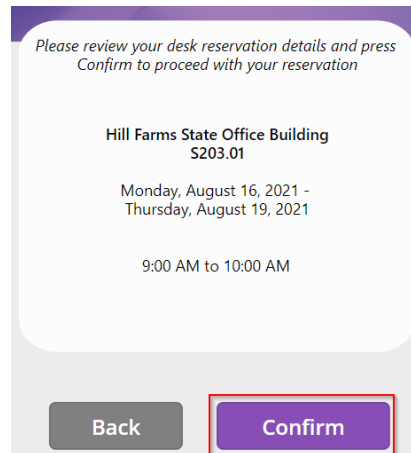 Please review your desk reservation details and press
Confirm to proceed with your reservation
Hill Farms State Office Building
S203.01
Monday, August 16, 2021 -
Thursday, August 19, 2021
9:00 AM to 10:00 AM
Back
Confirm